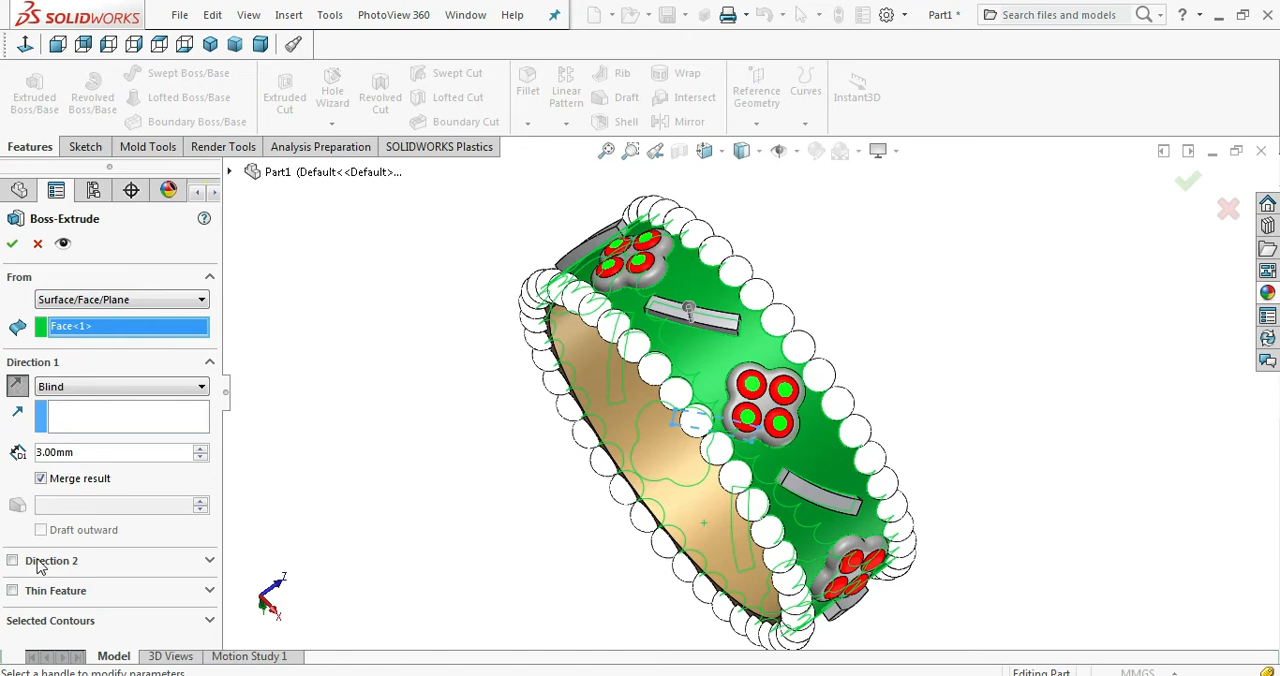 SOLIDWORKS File Edit View Insert Tools PhotoView 360 Window Help Part1 * Search files and models ?
Swept Boss/Base Swept Cut Rib Wrap
Extruded Boss/Base Revolved Boss/Base Lofted Boss/Base Extruded Cut Hole Wizard Revolved Cut Lofted Cut Fillet Linear Pattern Draft Intersect Reference Geometry Curves Instant3D
Boundary Boss/Base Boundary Cut Shell Mirror
Features Sketch Mold Tools Render Tools Analysis Preparation SOLIDWORKS Plastics
Part1 (Default<<Default>...
Boss-Extrude ?
From
Surface/Face/Plane
Face<1>
Direction 1
Blind
D1 3.00mm
Merge result
Draft outward
Direction 2
Z
Thin Feature
X
Selected Contours
Model 3D Views Motion Study 1
Select a handle to modify parameters Editing Part MMGS